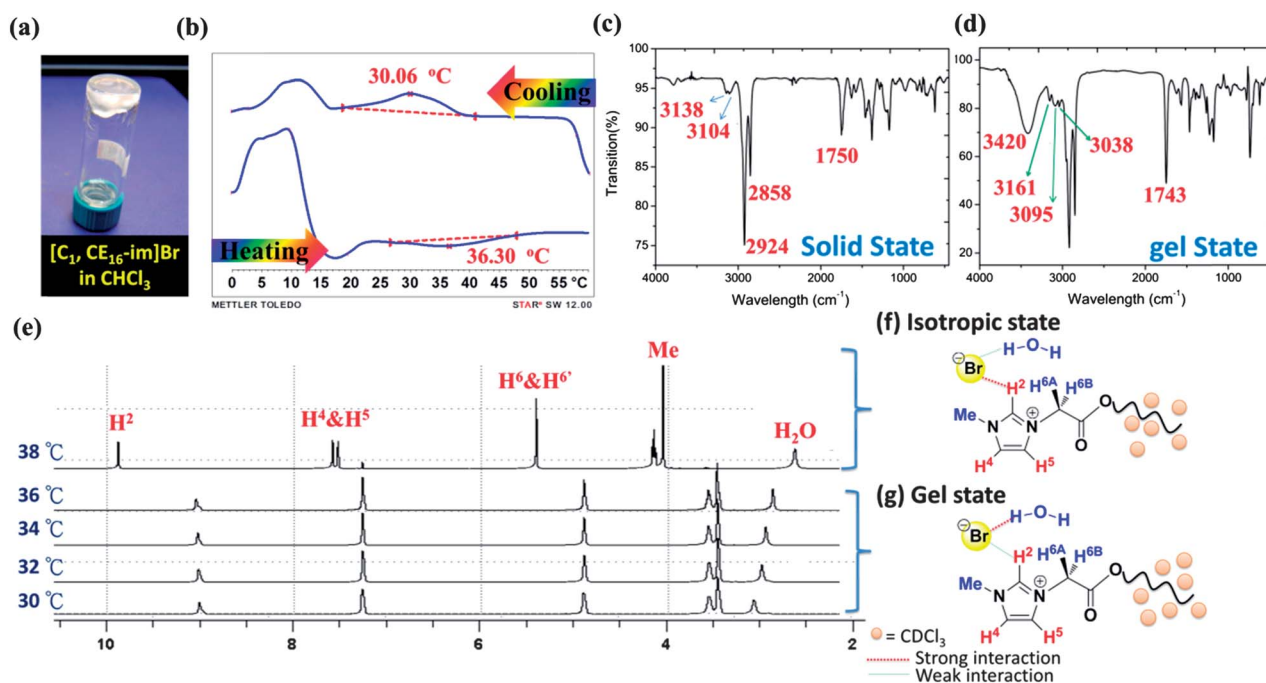 (a)
[C₁, CE₁₆-im]Br
in CHCl₃
(b)
30.06 °C
Cooling
Heating
36.30 °C
0 5 10 15 20 25 30 35 40 45 55 °C
METTLER TOLEDO STARᵉ SW 12.00
(c)
Transition(%)
100
95
90
85
80
75
3138
3104
2858
2924
1750
Solid State
4000 3000 2000 1000
Wavelength (cm⁻¹)
(d)
100
80
60
40
20
3420
3161
3095
3038
1743
gel State
4000 3000 2000 1000
Wavelength (cm⁻¹)
(e)
H²
H⁴&H⁵
H⁶&H⁶’
Me
H₂O
38 °C
36 °C
34 °C
32 °C
30 °C
10 8 6 4 2
(f) Isotropic state
⊖
Br
H-O-H
H²
H⁶ᴬ
H⁶ᴮ
Me
N
N
+
O
O
H⁴
H⁵
(g) Gel state
⊖
Br
H-O-H
H²
H⁶ᴬ
H⁶ᴮ
Me
N
N
+
O
O
H⁴
H⁵
= CDCl₃
Strong interaction
Weak interaction